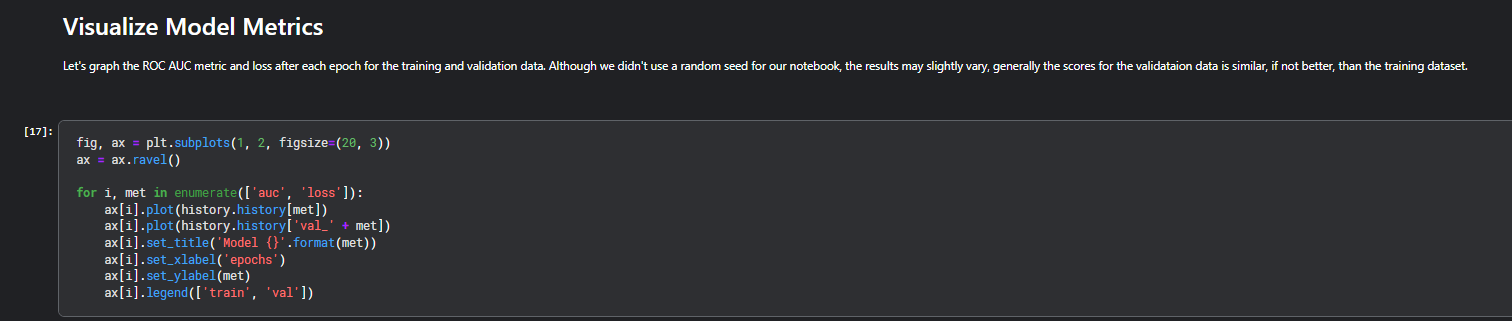 Visualize Model Metrics
Let's graph the ROC AUC metric and loss after each epoch for the training and validation data. Although we didn't use a random seed for our notebook, the results may slightly vary, generally the scores for the validataion data is similar, if not better, than the training dataset.
[17]:
fig, ax = plt.subplots(1, 2, figsize=(20, 3))
ax = ax.ravel()
for i, met in enumerate(['auc', 'loss']):
    ax[i].plot(history.history[met])
    ax[i].plot(history.history['val_' + met])
    ax[i].set_title('Model {}'.format(met))
    ax[i].set_xlabel('epochs')
    ax[i].set_ylabel(met)
    ax[i].legend(['train', 'val'])